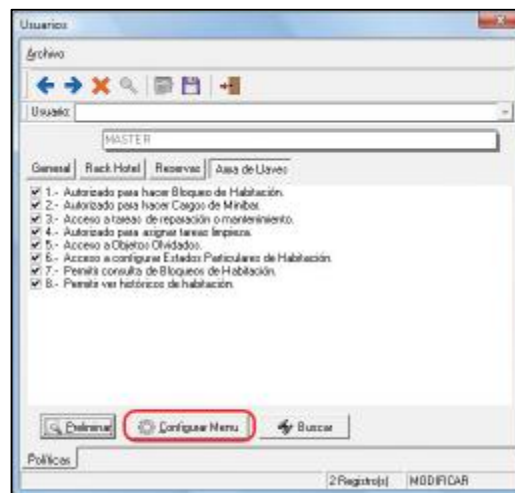 Usuarios
Archivo
Usuario:
MASTER
General Rack Hotel Reservas Ama de Llaves
1.- Autorizado para hacer Bloqueo de Habitación.
2.- Autorizado para hacer Cargos de Minibar.
3.- Acceso a tareas de reparación o mantenimiento.
4.- Autorizado para asignar tareas limpieza.
5.- Acceso a Objetos Olvidados.
6.- Acceso a configurar Estados Particulares de Habitación.
7.- Permitir consulta de Bloqueos de Habitación.
8.- Permitir ver históricos de habitación.
Preliminar Configurar Menu Buscar
Políticas
2 Registro(s) MODIFICAR